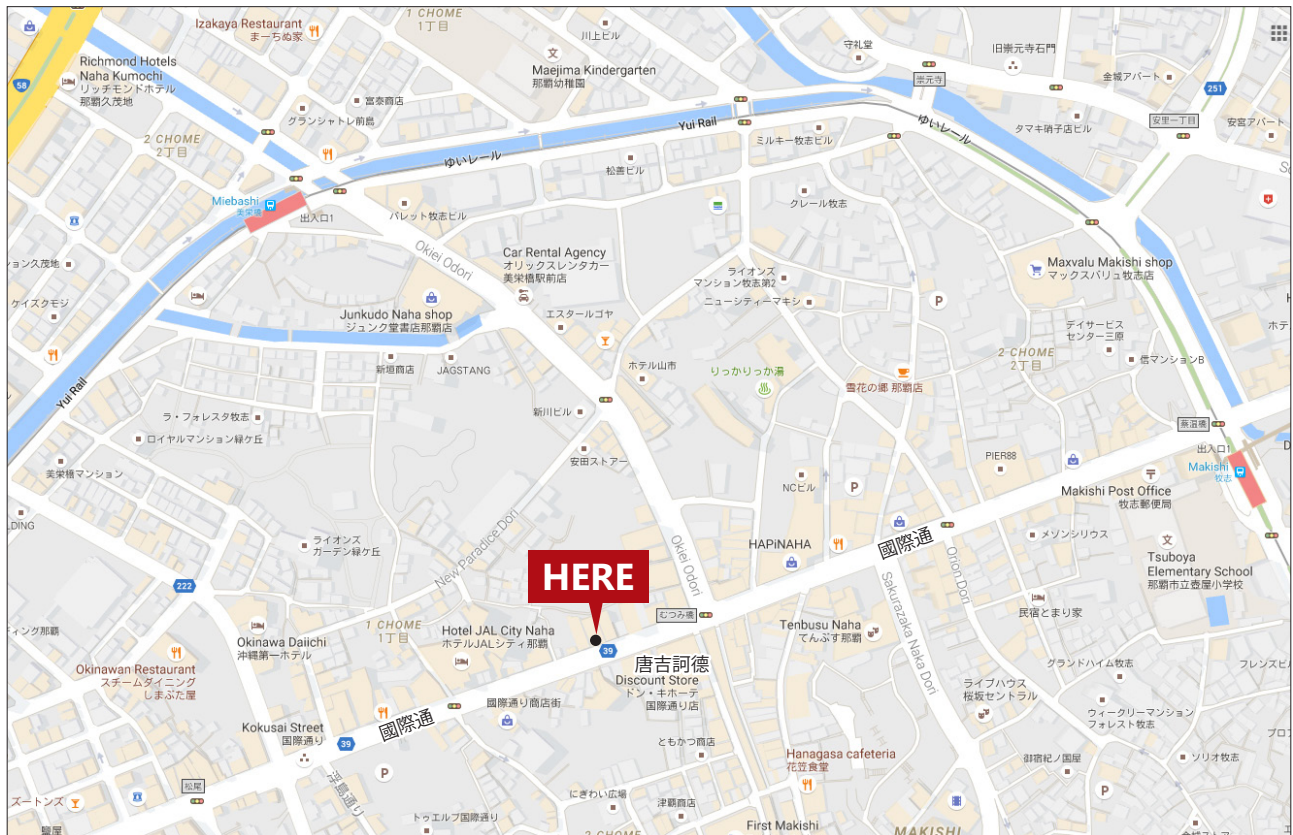 Izakaya Restaurant
まーちぬ家
1 CHOME
1丁目
川上ビル
守礼堂
旧崇元寺石門
58
Richmond Hotels
Naha Kumochi
リッチモンドホテル
那覇久茂地
Maejima Kindergarten
那覇幼稚園
崇元寺
金城アパート
251
富泰商店
グランシャトレ前島
2 CHOME
2丁目
Yui Rail
ミルキー牧志ビル
ゆいレール
タマキ硝子店ビル
安里一丁目
安宮アパート
ゆいレール
松善ビル
Miebashi
美栄橋
出入口1
パレット牧志ビル
クレール牧志
Okiei Odori
Car Rental Agency
オリックスレンタカー
美栄橋駅前店
ション久茂地
ライオンズ
マンション牧志第2
ニューシティーマキシ
P
Maxvalu Makishi shop
マックスバリュ牧志店
ケイズクモジ
Junkudo Naha shop
ジュンク堂書店那覇店
エスタールゴヤ
デイサービス
センター三原
ホテ
2 CHOME
2丁目
信マンションB
新垣商店
JAGSTANG
ホテル山市
りっかりっか湯
雪花の郷 那覇店
Yui Rail
ラ・フォレスタ牧志
新川ビル
ロイヤルマンション緑ケ丘
蒸温橋
出入口1
美栄橋マンション
安田ストアー
PIER88
Makishi
牧志
NCビル
P
Makishi Post Office
牧志郵便局
LDING
ライオンズ
ガーデン緑ケ丘
New Paradice Dori
HAPiNAHA
國際通
メゾンシリウス
Tsuboya
Elementary School
那覇市立壺屋小学校
HERE
Okiei Odori
Orion Dori
222
Sakurazaka Naka Dori
民宿とまり家
むつみ橋
1 CHOME
1丁目
Hotel JAL City Naha
ホテルJALシティ那覇
Tenbusu Naha
てんぶす那覇
ィング那覇
Okinawa Daiichi
沖縄第一ホテル
39
唐吉訶德
Discount Store
ドン・キホーテ
国際通り店
グランドハイム牧志
フレンズビ
Okinawan Restaurant
スチームダイニング
しまぶた屋
ライブハウス
桜坂セントラル
國際通り商店街
ウィークリーマンション
フォレスト牧志
Kokusai Street
国際通り
國際通
39
ともかつ商店
Hanagasa cafeteria
花笠食堂
御宿紀ノ国屋
ソリオ牧志
P
浮島通り
松尾
P
ズートンズ
にぎわい広場
津覇商店
トゥエルブ国際通り
First Makishi
2 CHOME
MAKISHI